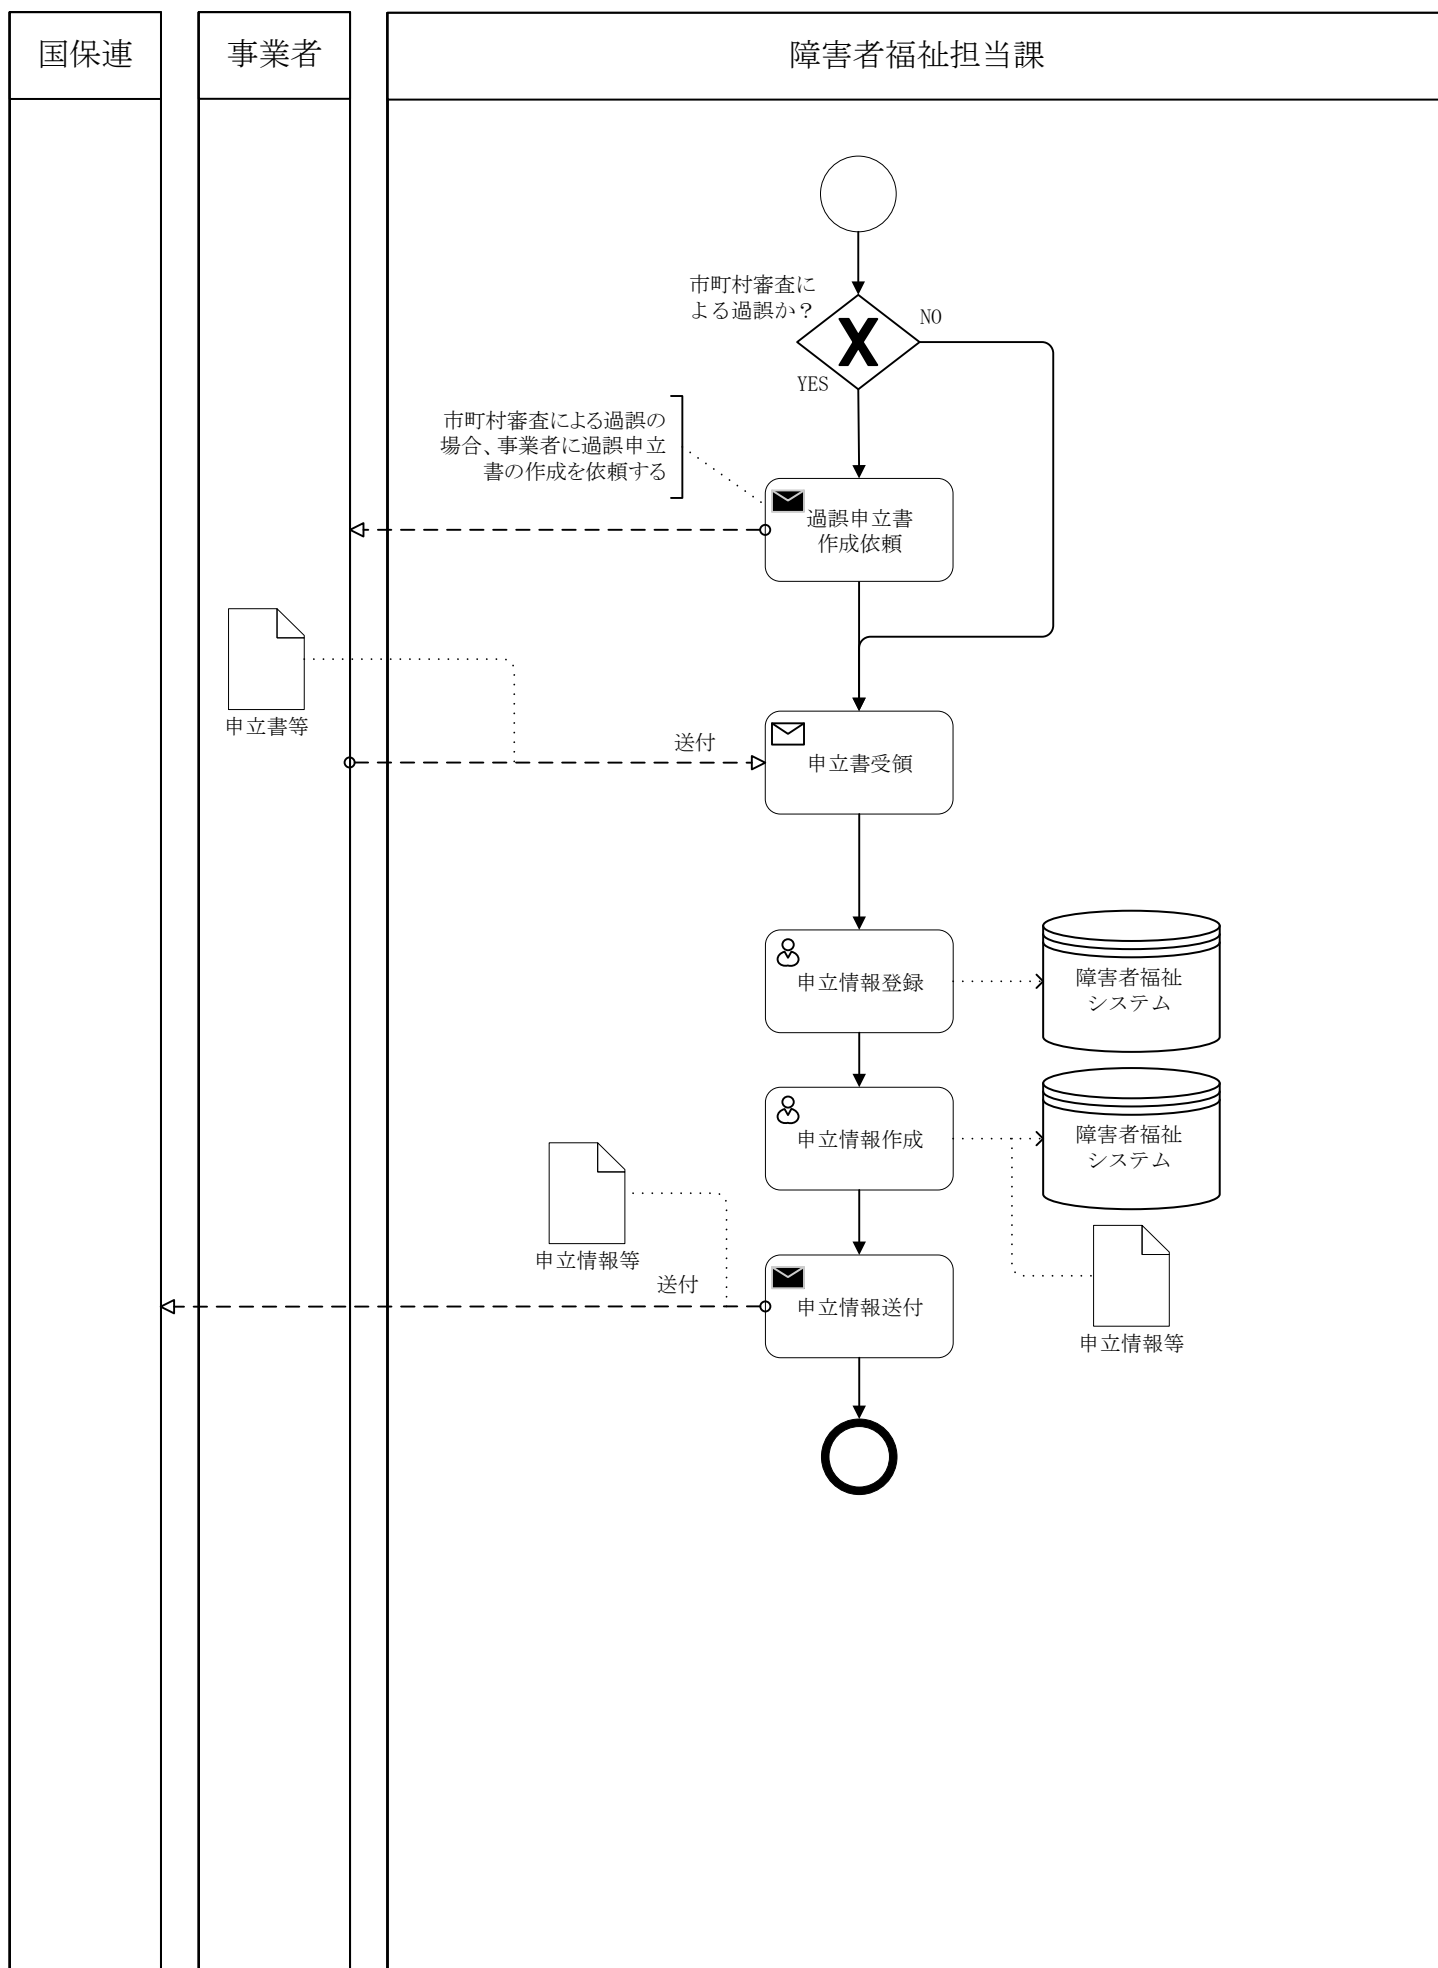 国保連
事業者
障害者福祉担当課
市町村審査に
よる過誤か？
NO
YES
市町村審査による過誤の
場合、事業者に過誤申立
書の作成を依頼する
過誤申立書
作成依頼
申立書等
送付
申立書受領
申立情報登録
障害者福祉
システム
申立情報作成
障害者福祉
システム
申立情報等
送付
申立情報送付
申立情報等